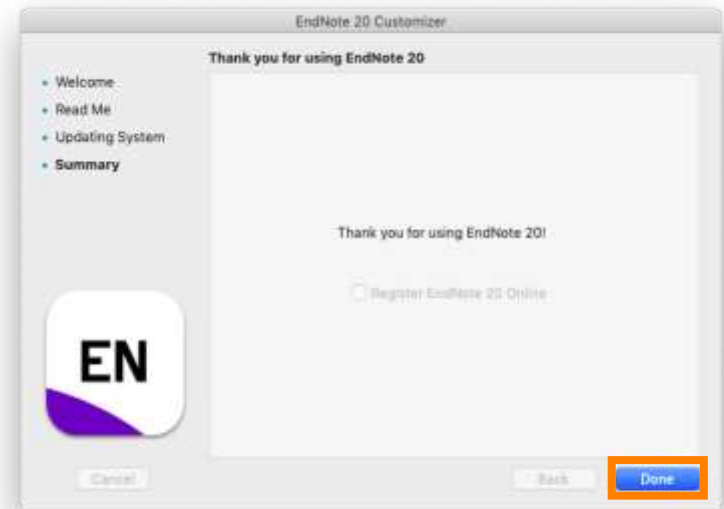 EndNote 20 Customizer
Thank you for using EndNote 20
Welcome
Read Me
Updating System
Summary
Thank you for using EndNote 20!
Register EndNote 20 Online
EN
Cancel
Back
Done